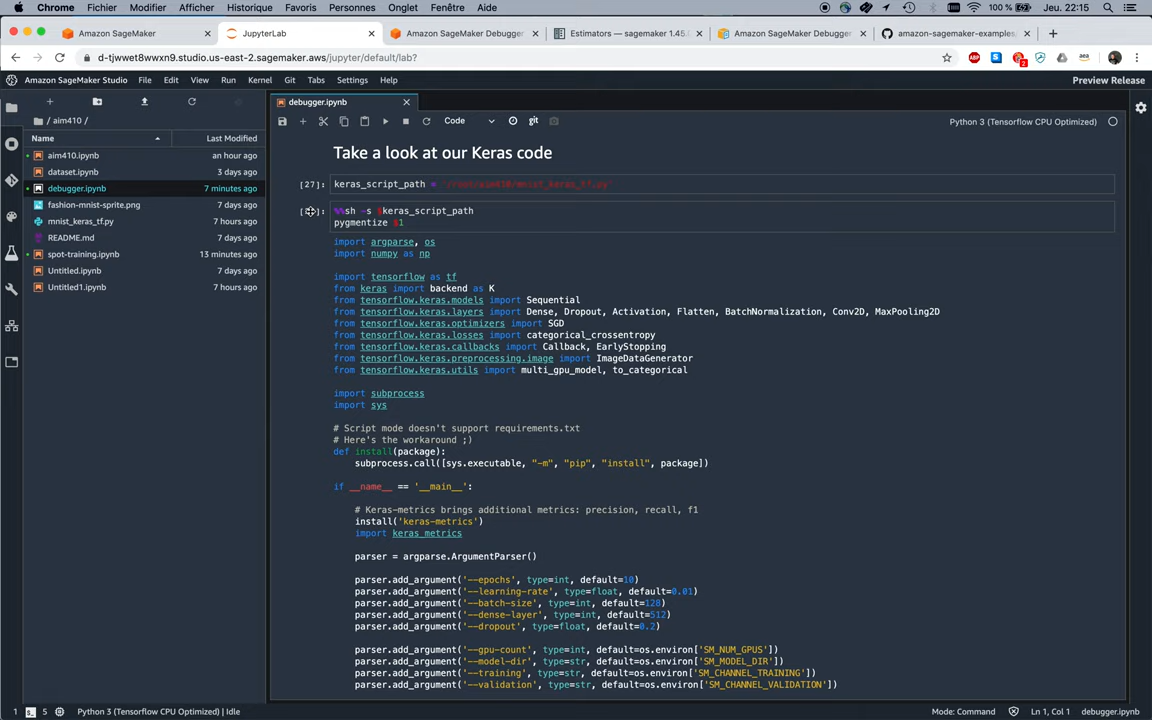 Chrome Fichier Modifier Afficher Historique Favoris Personnes Onglet Fenêtre Aide 100 % Jeu. 22:15
Amazon SageMaker JupyterLab Amazon SageMaker Debugger Estimators — sagemaker 1.45. Amazon SageMaker Debugger amazon-sagemaker-examples
d-tjwwet8wwxn9.studio.us-east-2.sagemaker.aws/jupyter/default/lab?
Amazon SageMaker Studio File Edit View Run Kernel Git Tabs Settings Help Preview Release
debugger.ipynb
/ aim410 /
Code git Python 3 (Tensorflow CPU Optimized)
Name Last Modified
aim410.ipynb an hour ago
dataset.ipynb 3 days ago
debugger.ipynb 7 minutes ago
fashion-mnist-sprite.png 7 days ago
mnist_keras_tf.py 7 hours ago
README.md 7 days ago
spot-training.ipynb 13 minutes ago
Untitled.ipynb 7 days ago
Untitled1.ipynb 7 hours ago
Take a look at our Keras code
[27]: keras_script_path = '/root/aim410/mnist_keras_tf.py'
%%sh -s $keras_script_path
pygmentize $1
import argparse, os
import numpy as np
import tensorflow as tf
from keras import backend as K
from tensorflow.keras.models import Sequential
from tensorflow.keras.layers import Dense, Dropout, Activation, Flatten, BatchNormalization, Conv2D, MaxPooling2D
from tensorflow.keras.optimizers import SGD
from tensorflow.keras.losses import categorical_crossentropy
from tensorflow.keras.callbacks import Callback, EarlyStopping
from tensorflow.keras.preprocessing.image import ImageDataGenerator
from tensorflow.keras.utils import multi_gpu_model, to_categorical
import subprocess
import sys
# Script mode doesn't support requirements.txt
# Here's the workaround ;)
def install(package):
subprocess.call([sys.executable, "-m", "pip", "install", package])
if __name__ == '__main__':
# Keras-metrics brings additional metrics: precision, recall, f1
install('keras-metrics')
import keras_metrics
parser = argparse.ArgumentParser()
parser.add_argument('--epochs', type=int, default=10)
parser.add_argument('--learning-rate', type=float, default=0.01)
parser.add_argument('--batch-size', type=int, default=128)
parser.add_argument('--dense-layer', type=int, default=512)
parser.add_argument('--dropout', type=float, default=0.2)
parser.add_argument('--gpu-count', type=int, default=os.environ['SM_NUM_GPUS'])
parser.add_argument('--model-dir', type=str, default=os.environ['SM_MODEL_DIR'])
parser.add_argument('--training', type=str, default=os.environ['SM_CHANNEL_TRAINING'])
parser.add_argument('--validation', type=str, default=os.environ['SM_CHANNEL_VALIDATION'])
1 5 Python 3 (Tensorflow CPU Optimized) | Idle Mode: Command Ln 1, Col 1 debugger.ipynb